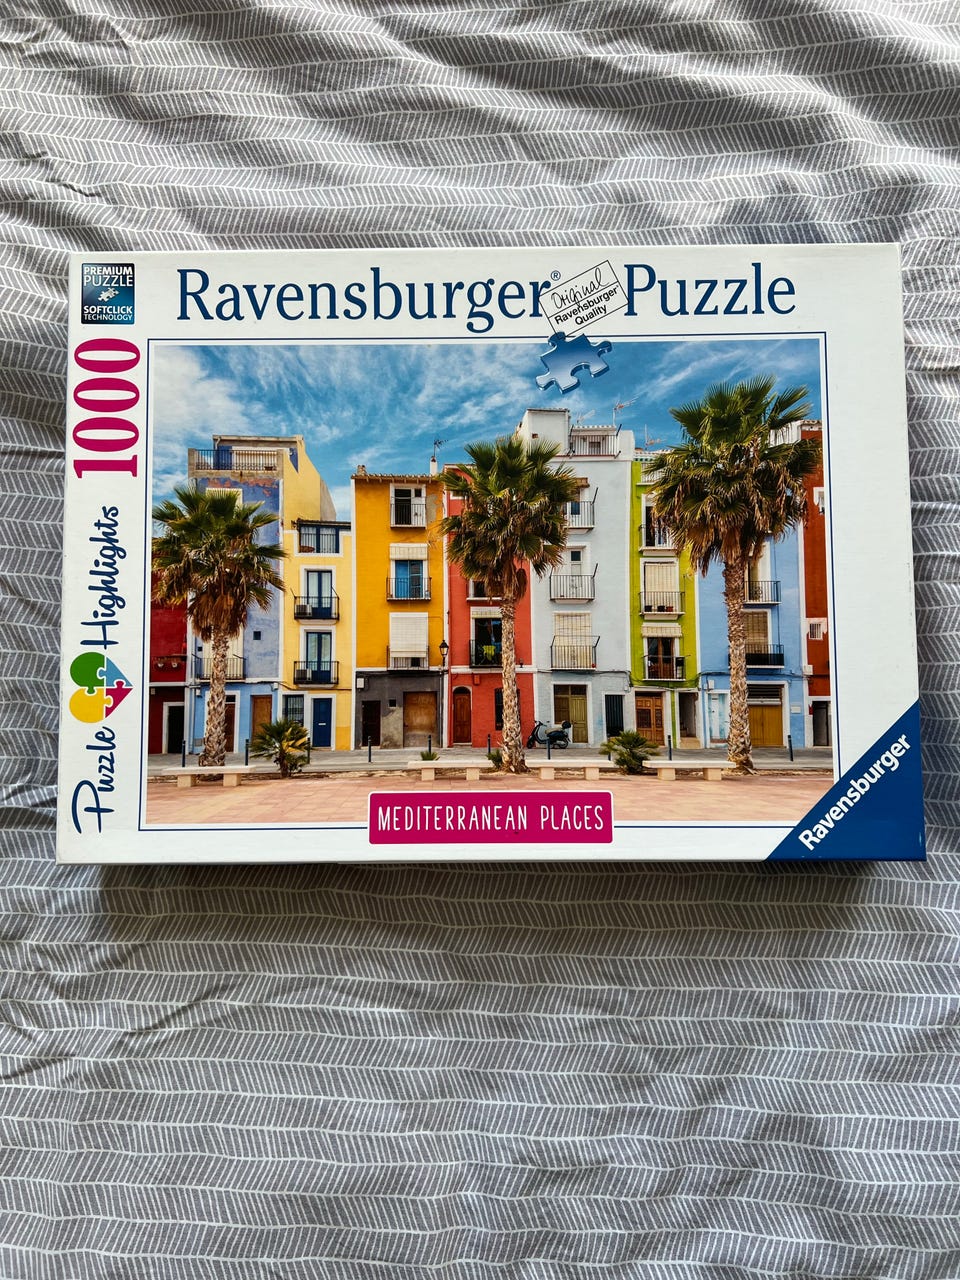 PREMIUM
PUZZLE
SOFTCLICK
TECHNOLOGY
Ravensburger® Puzzle
Original
Ravensburger
Quality
1000
Puzzle Highlights
MEDITERRANEAN PLACES
Ravensburger